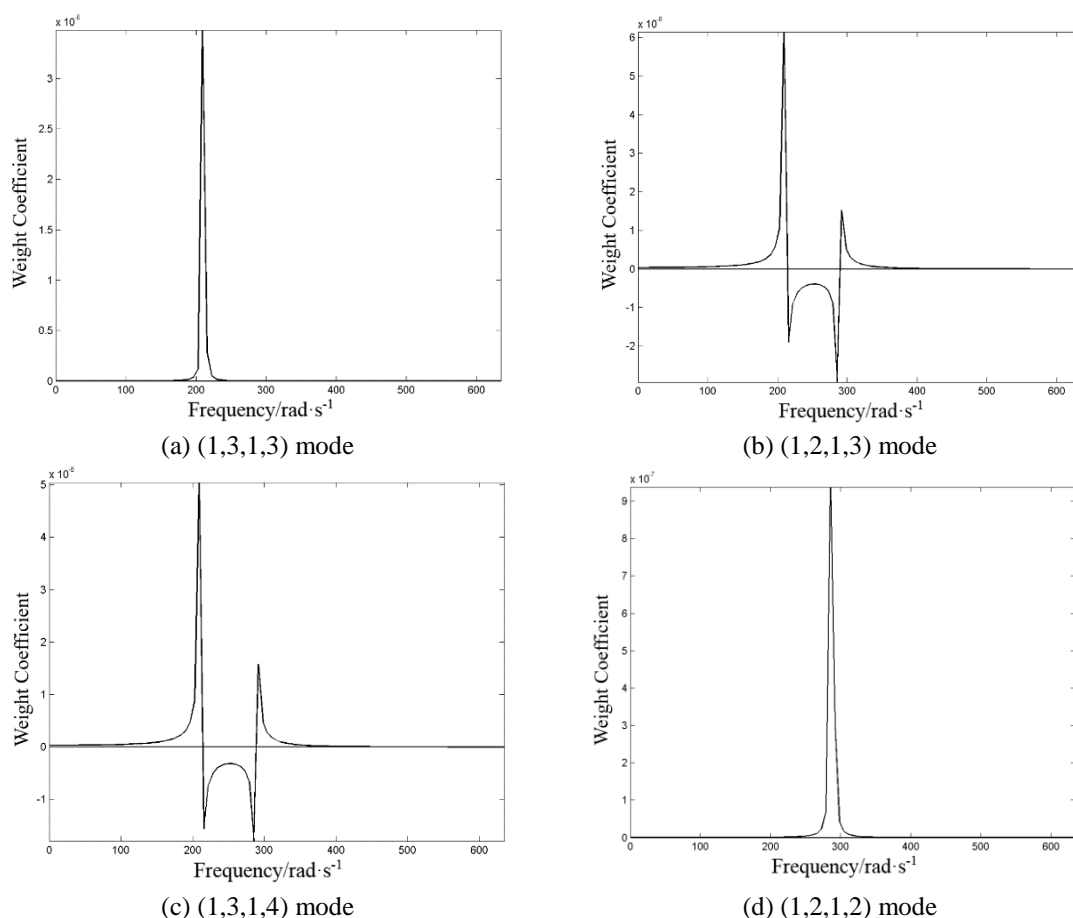 x 10⁻⁶
3
2.5
2
1.5
1
0.5
0
0 100 200 300 400 500 600
Weight Coefficient
Frequency/rad·s⁻¹
(a) (1,3,1,3) mode
x 10⁻⁸
6
5
4
2
0
-1
-2
0 100 200 300 400 500 600
Weight Coefficient
Frequency/rad·s⁻¹
(b) (1,2,1,3) mode
x 10⁻⁸
5
4
3
2
1
0
-1
0 100 200 300 400 500 600
Weight Coefficient
Frequency/rad·s⁻¹
(c) (1,3,1,4) mode
x 10⁻⁷
9
8
7
6
5
4
3
2
1
0
0 100 200 300 400 500 600
Weight Coefficient
Frequency/rad·s⁻¹
(d) (1,2,1,2) mode